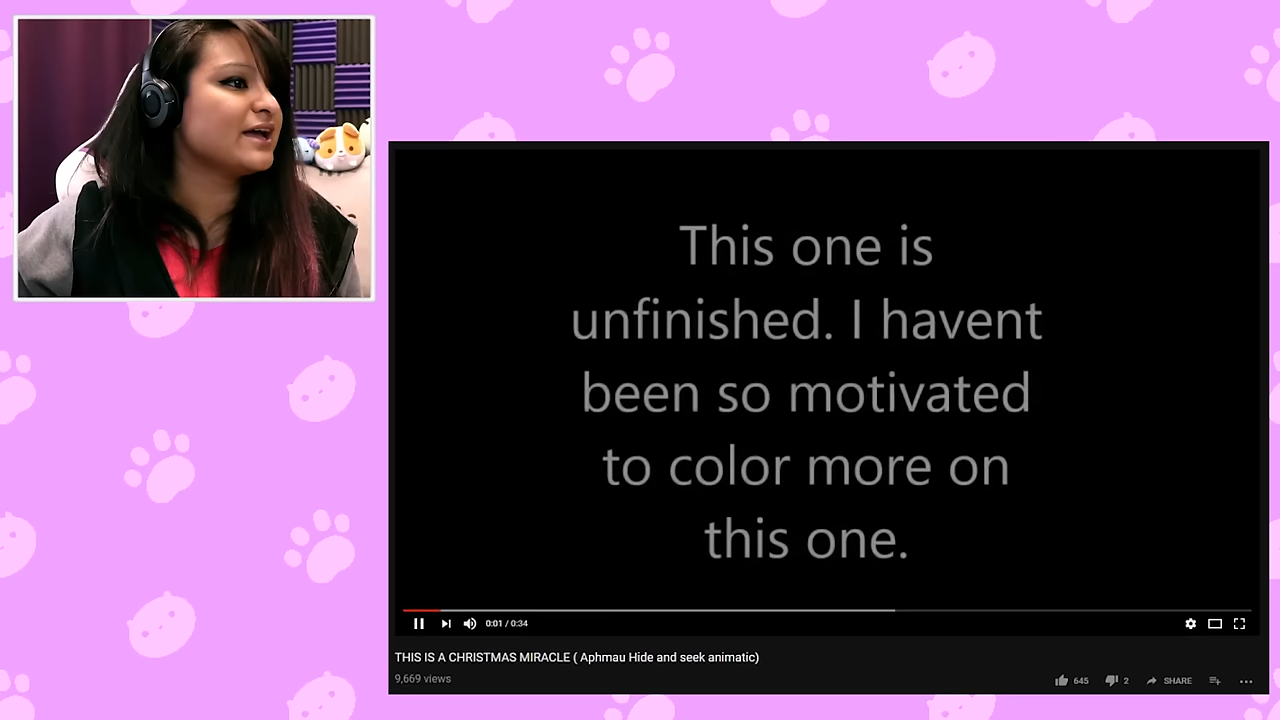 This one is
unfinished. I havent
been so motivated
to color more on
this one.
0:01 / 0:34
THIS IS A CHRISTMAS MIRACLE ( Aphmau Hide and seek animatic)
9,669 views
645
2
SHARE